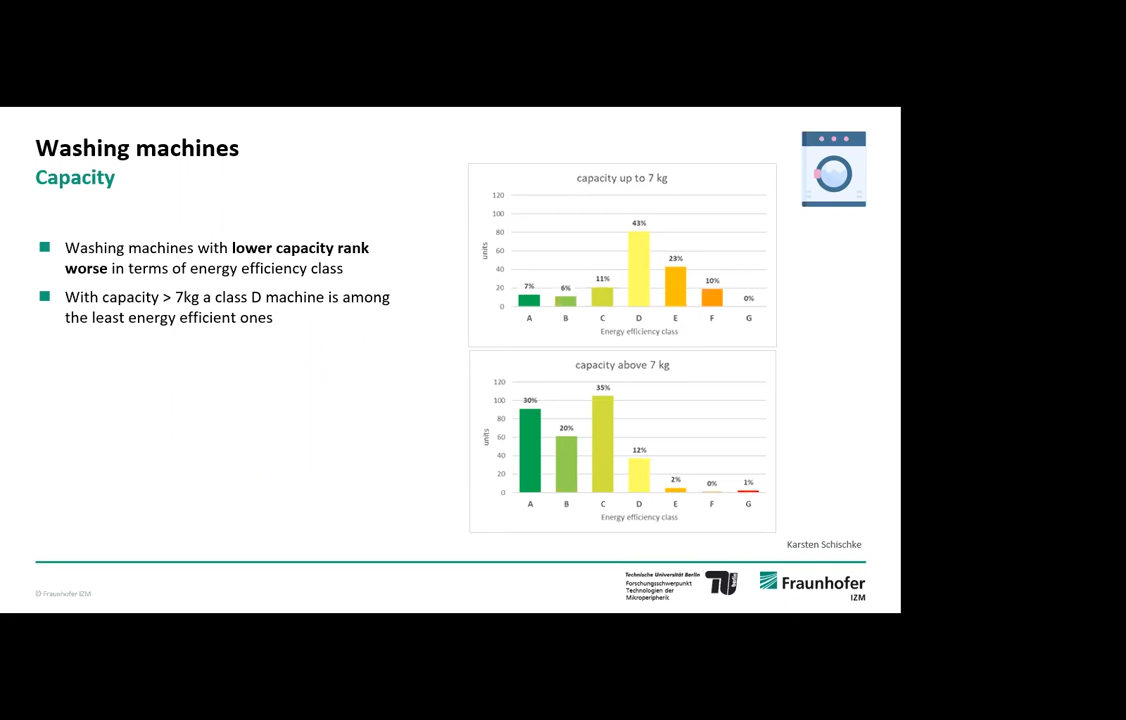 Washing machines
Capacity
Washing machines with lower capacity rank
worse in terms of energy efficiency class
With capacity > 7kg a class D machine is among
the least energy efficient ones
capacity up to 7 kg
120
100
80
60
40
20
0
units
7%
6%
11%
43%
23%
10%
0%
A B C D E F G
Energy efficiency class
capacity above 7 kg
120
100
80
60
40
20
0
units
30%
20%
35%
12%
2%
0%
1%
A B C D E F G
Energy efficiency class
Karsten Schischke
© Fraunhofer IZM
Technische Universität Berlin
Forschungsschwerpunkt
Technologien der
Mikroperipherik
berlin
Fraunhofer
IZM